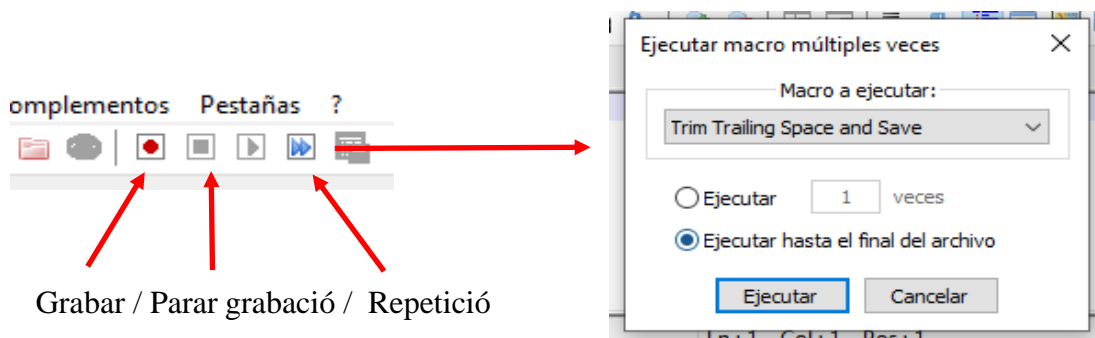 omplementos Pestañas ?
Grabar / Parar grabació / Repetició
Ejecutar macro múltiples veces
Macro a ejecutar:
Trim Trailing Space and Save
Ejecutar 1 veces
Ejecutar hasta el final del archivo
Ejecutar Cancelar